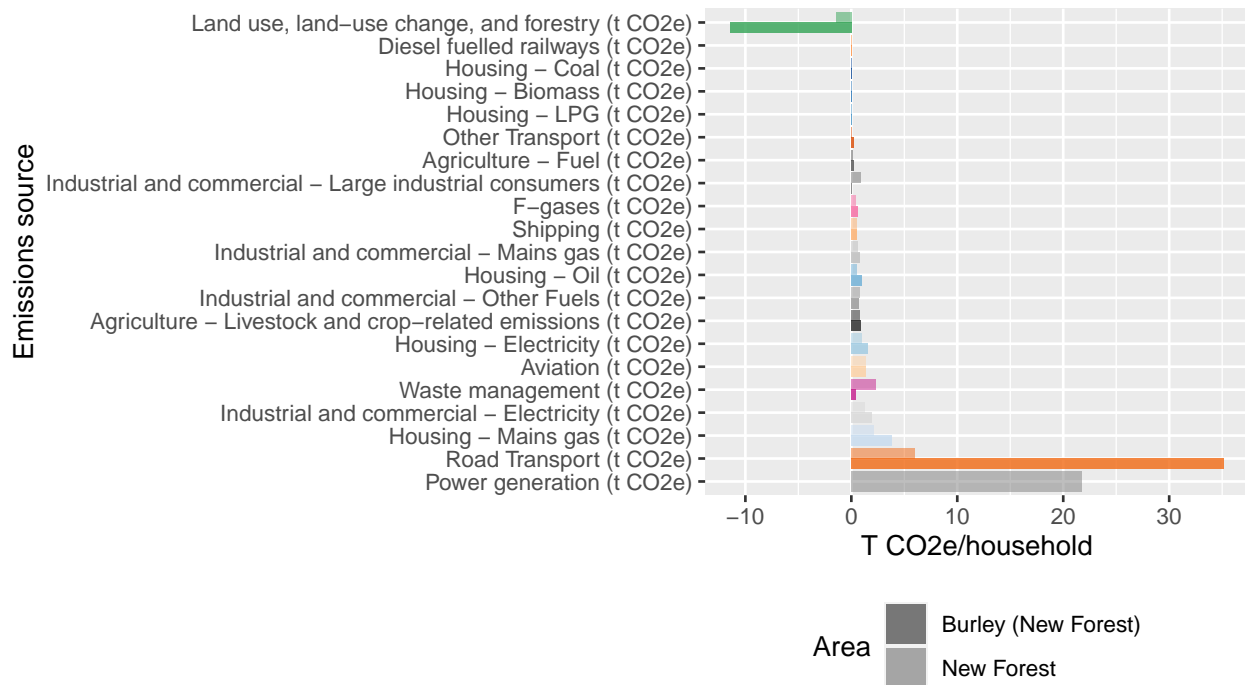 Emissions source
Land use, land−use change, and forestry (t CO2e)
Diesel fuelled railways (t CO2e)
Housing − Coal (t CO2e)
Housing − Biomass (t CO2e)
Housing − LPG (t CO2e)
Other Transport (t CO2e)
Agriculture − Fuel (t CO2e)
Industrial and commercial − Large industrial consumers (t CO2e)
F−gases (t CO2e)
Shipping (t CO2e)
Industrial and commercial − Mains gas (t CO2e)
Housing − Oil (t CO2e)
Industrial and commercial − Other Fuels (t CO2e)
Agriculture − Livestock and crop−related emissions (t CO2e)
Housing − Electricity (t CO2e)
Aviation (t CO2e)
Waste management (t CO2e)
Industrial and commercial − Electricity (t CO2e)
Housing − Mains gas (t CO2e)
Road Transport (t CO2e)
Power generation (t CO2e)
−10 0 10 20 30
T CO2e/household
Area
Burley (New Forest)
New Forest